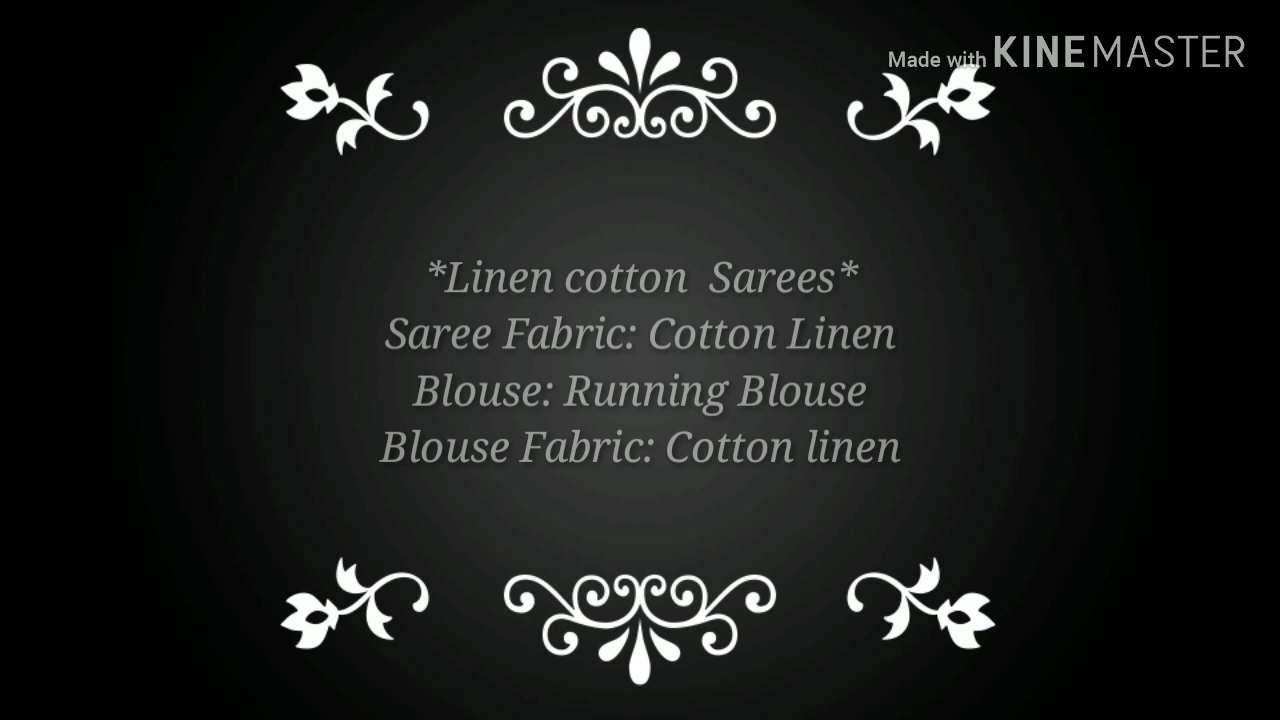 Made with KINEMASTER
*Linen cotton  Sarees*
Saree Fabric: Cotton Linen
Blouse: Running Blouse
Blouse Fabric: Cotton linen